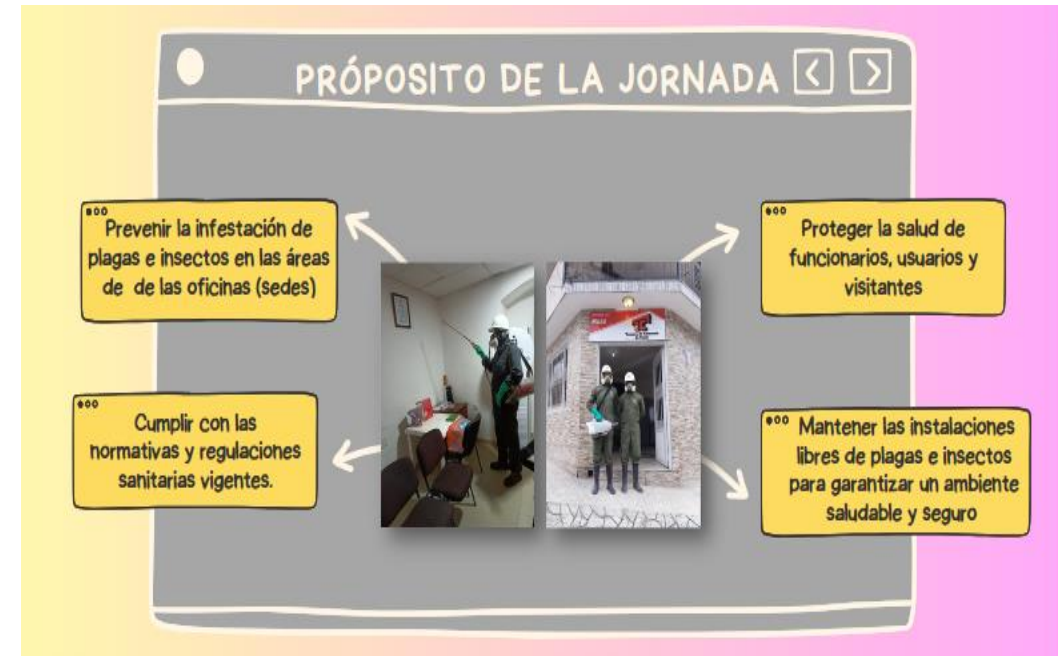 PRÓPOSITO DE LA JORNADA
Prevenir la infestación de
plagas e insectos en las áreas
de de las oficinas (sedes)
Proteger la salud de
funcionarios, usuarios y
visitantes
Cumplir con las
normativas y regulaciones
sanitarias vigentes.
Mantener las instalaciones
libres de plagas e insectos
para garantizar un ambiente
saludable y seguro